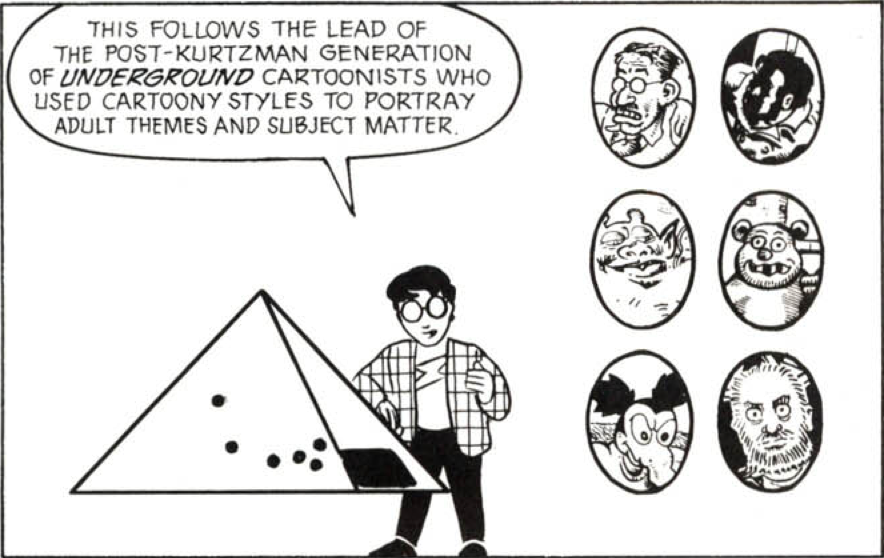 THIS FOLLOWS THE LEAD OF
THE POST-KURTZMAN GENERATION
OF UNDERGROUND CARTOONISTS WHO
USED CARTOONY STYLES TO PORTRAY
ADULT THEMES AND SUBJECT MATTER.